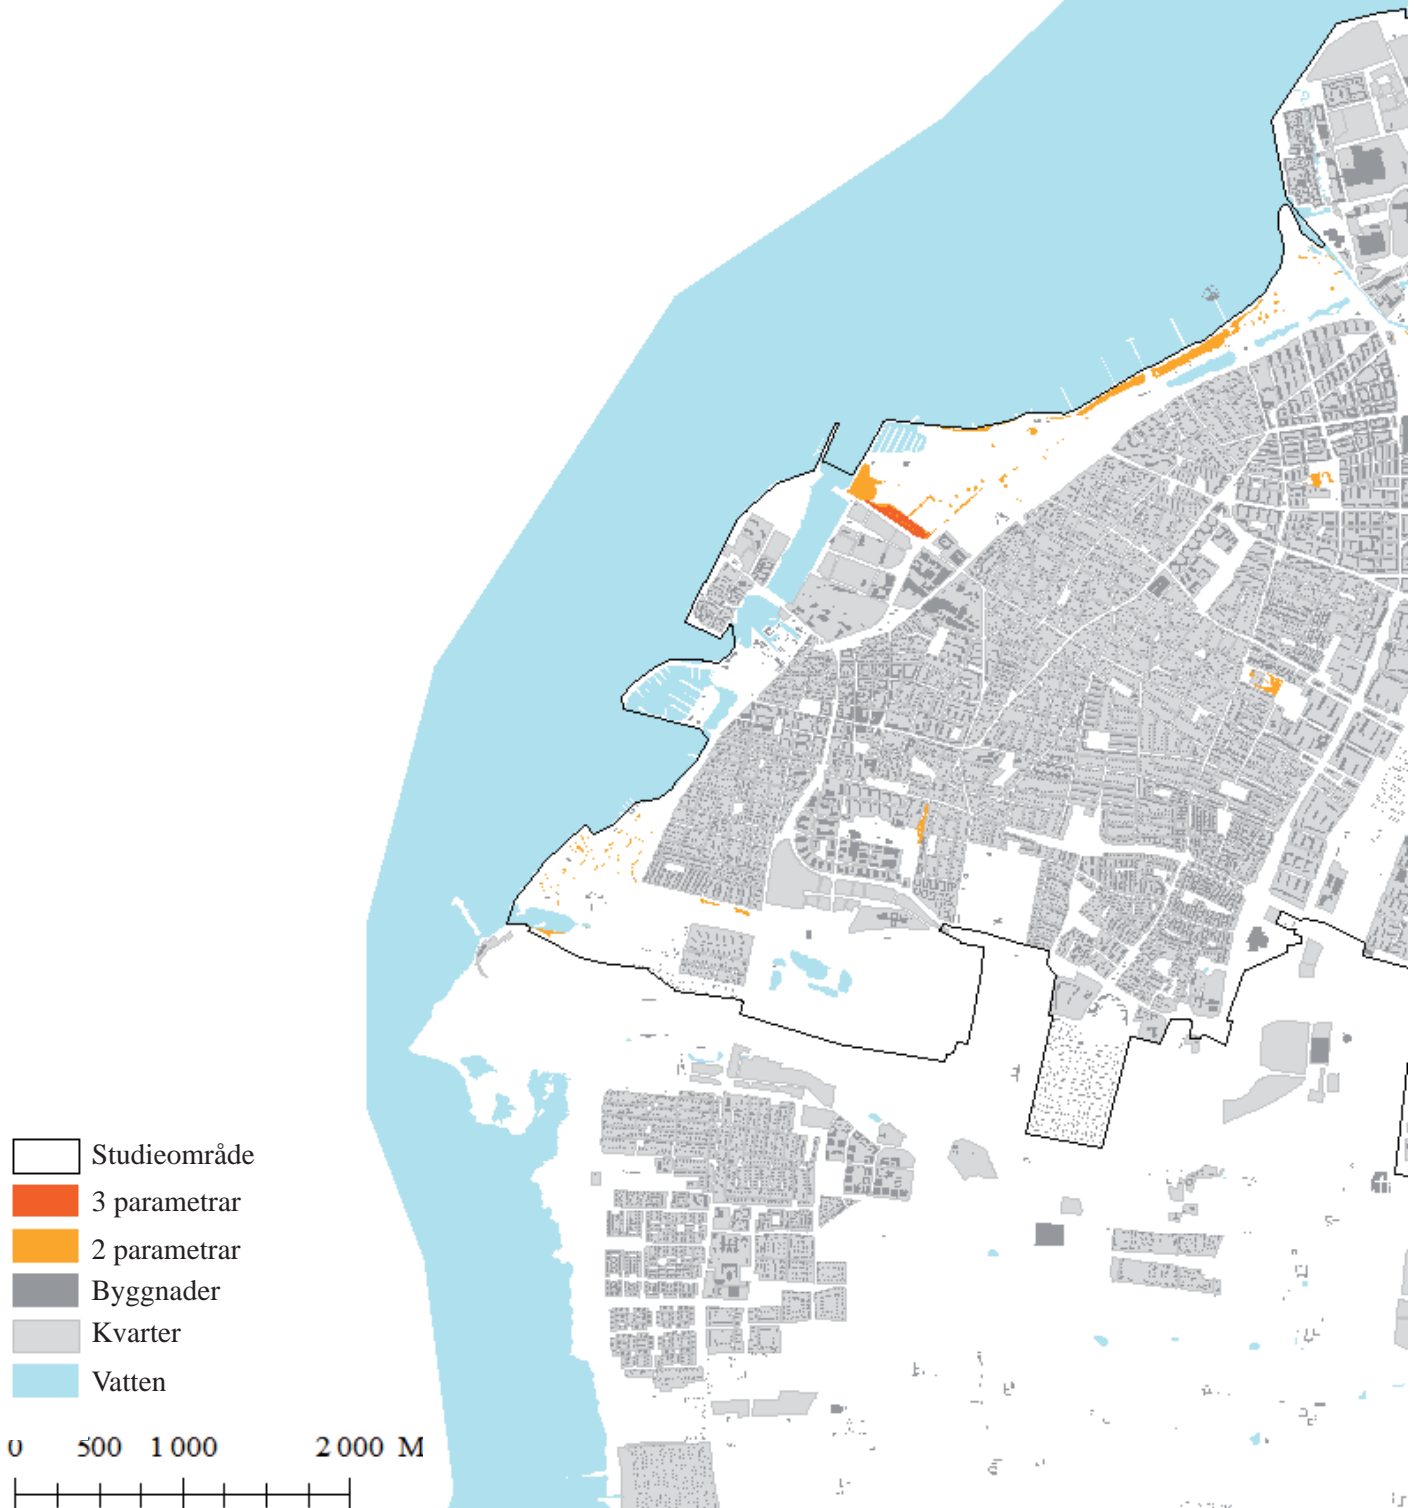 Studieområde
3 parametrar
2 parametrar
Byggnader
Kvarter
Vatten
0 500 1 000 2 000 M